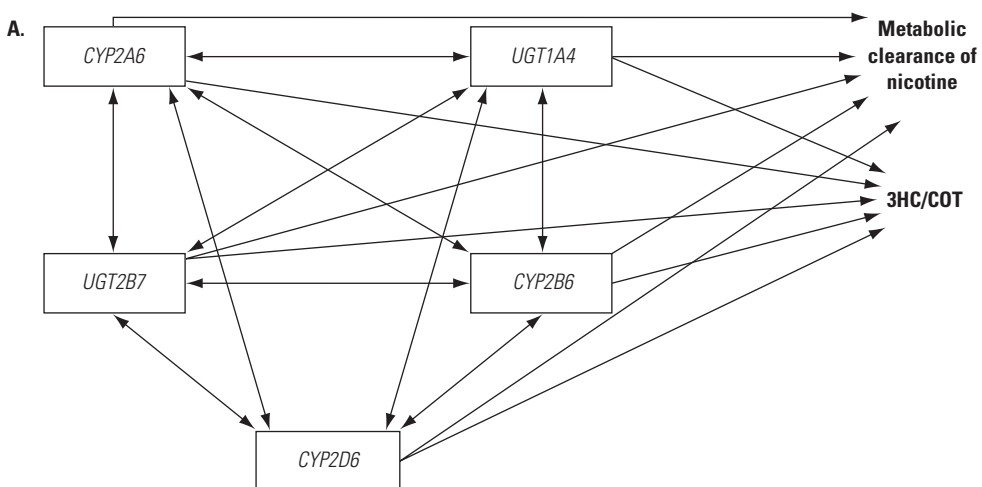 A.
CYP2A6
UGT1A4
Metabolic
clearance of
nicotine
3HC/COT
UGT2B7
CYP2B6
CYP2D6